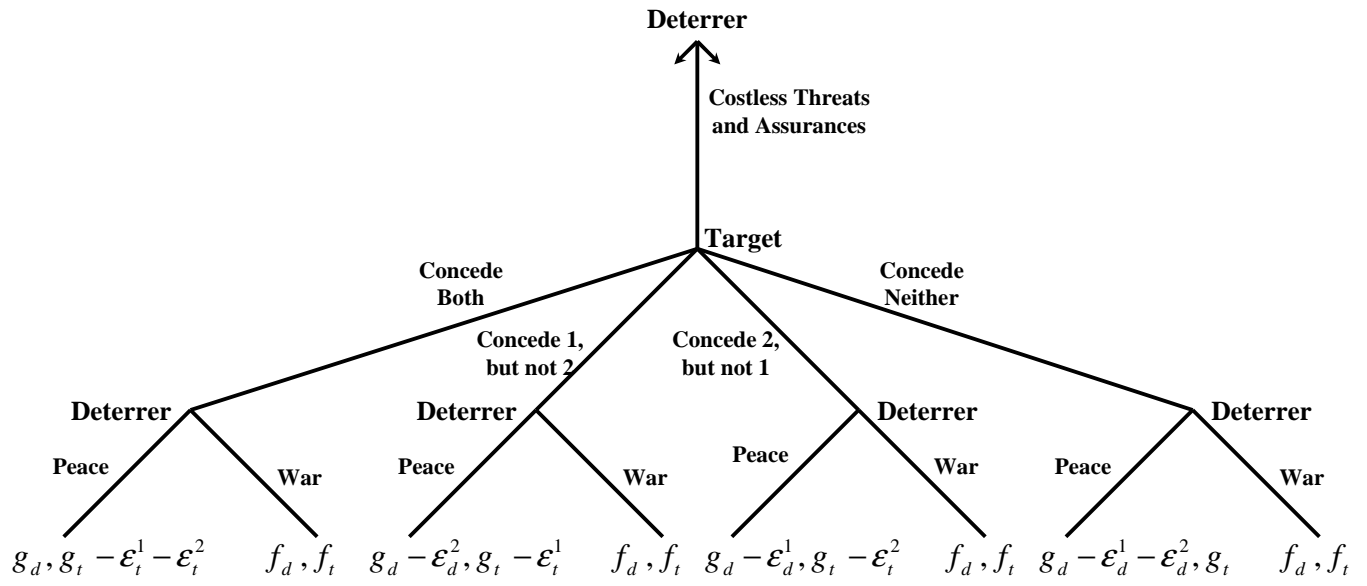 Deterrer
Costless Threats
and Assurances
Target
Concede
Both
Concede
Neither
Concede 1,
but not 2
Concede 2,
but not 1
Deterrer
Deterrer
Deterrer
Deterrer
Peace
War
Peace
War
Peace
War
Peace
War
g_d, g_t − ε_t^1 − ε_t^2
f_d, f_t
g_d − ε_d^2, g_t − ε_t^1
f_d, f_t
g_d − ε_d^1, g_t − ε_t^2
f_d, f_t
g_d − ε_d^1 − ε_d^2, g_t
f_d, f_t